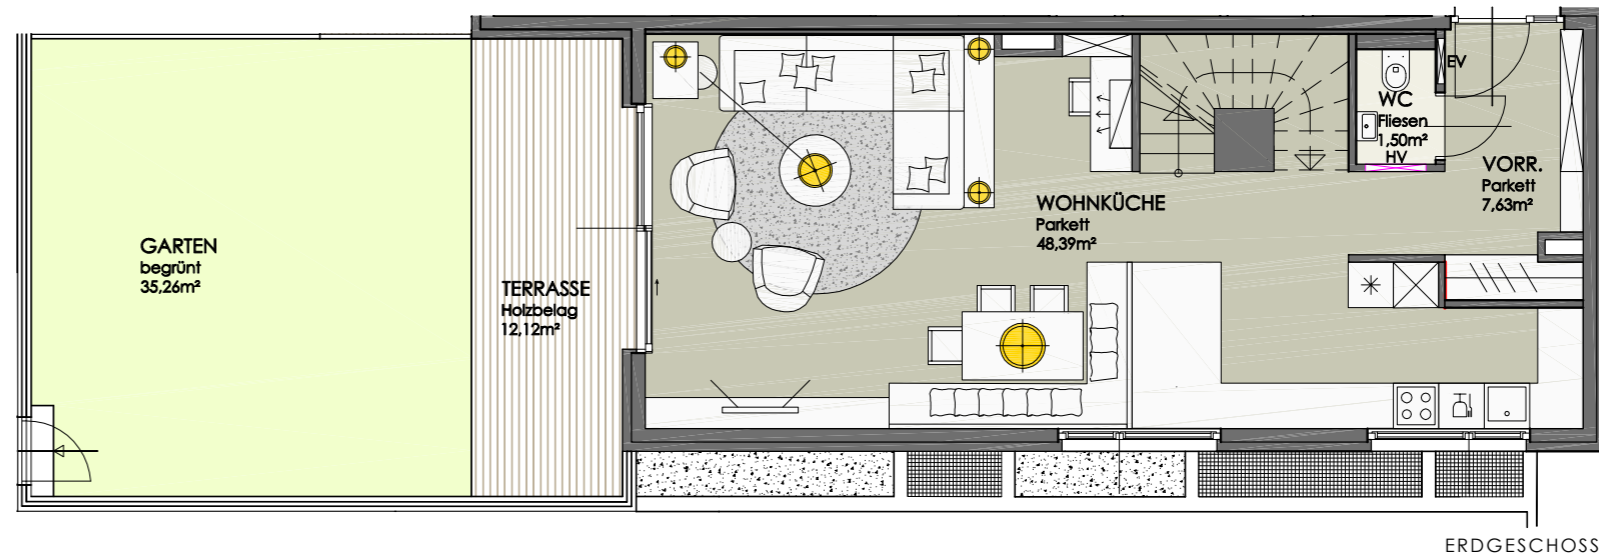 GARTEN
begrünt
35,26m²
TERRASSE
Holzbelag
12,12m²
WOHNKÜCHE
Parkett
48,39m²
EV
WC
Fliesen
1,50m²
HV
VORR.
Parkett
7,63m²
ERDGESCHOSS